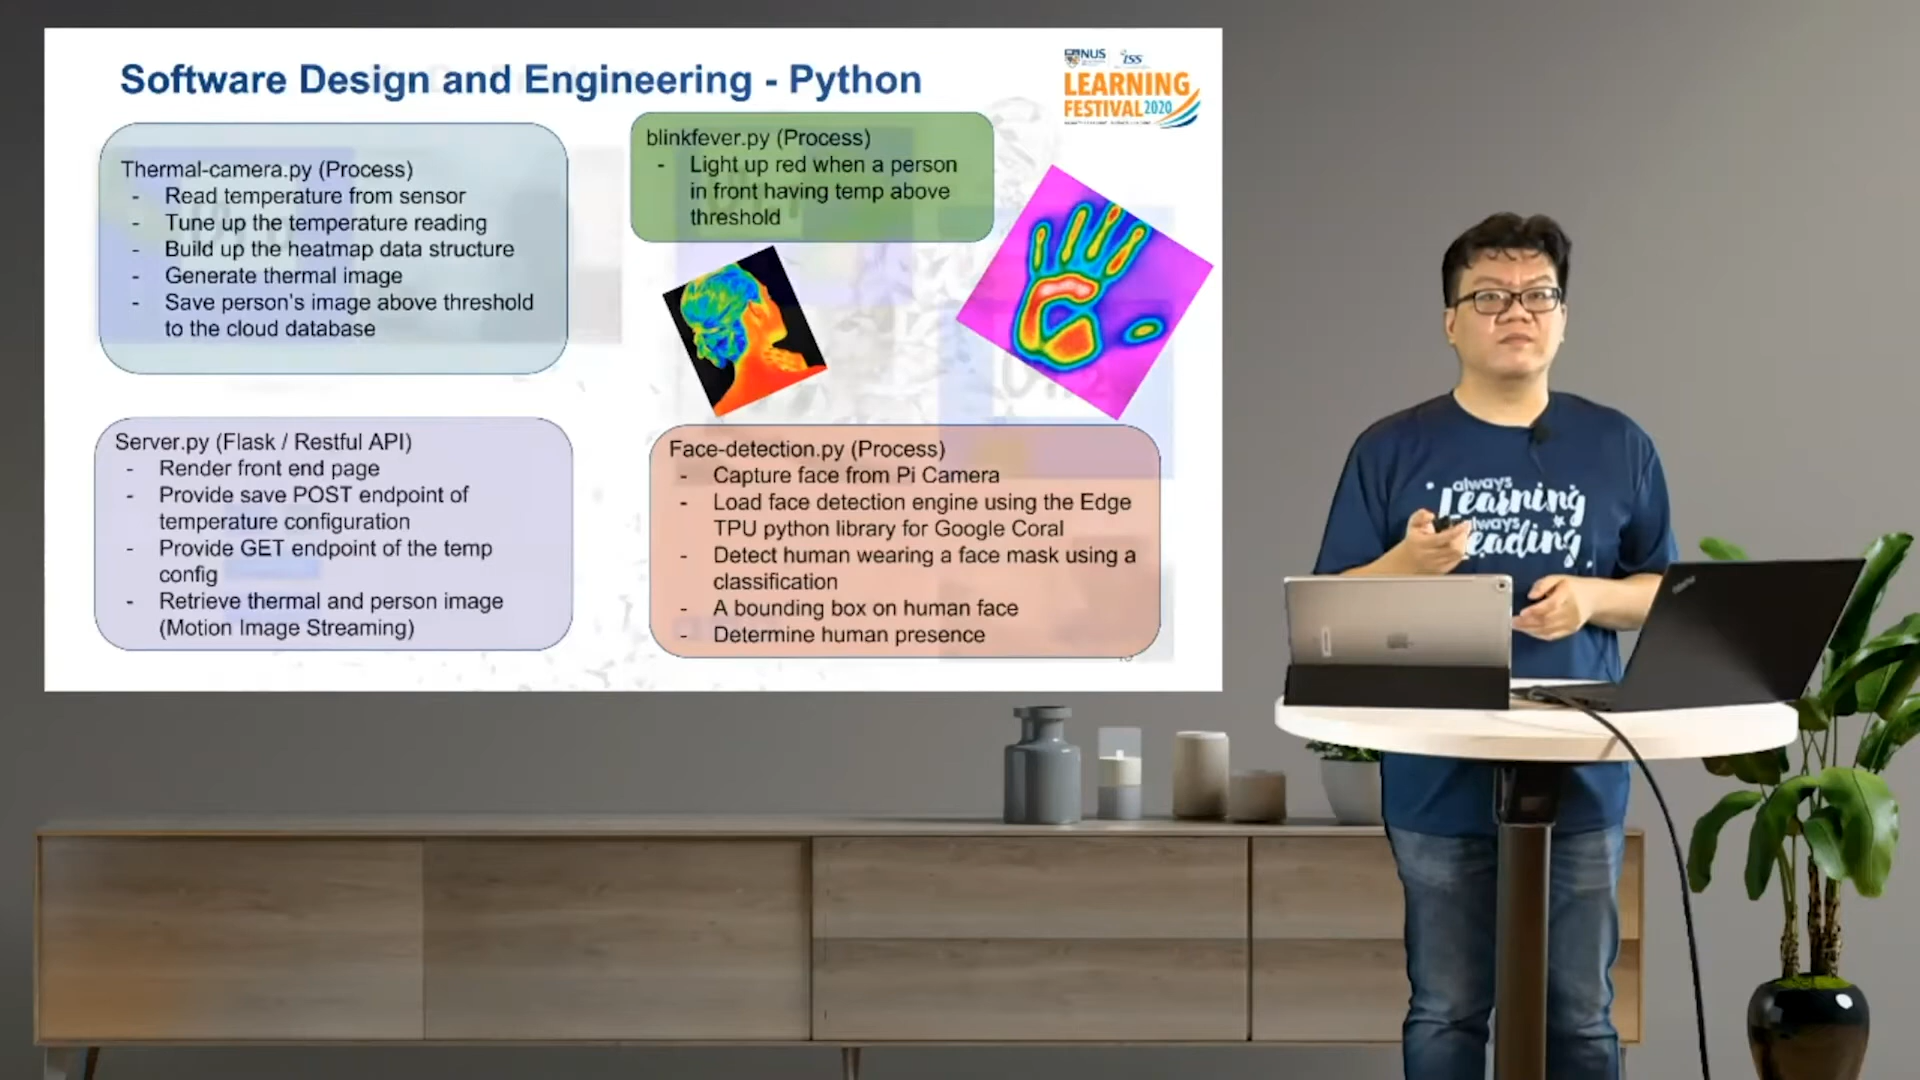 Software Design and Engineering - Python
NUS
iss
LEARNING
FESTIVAL 2020
Thermal-camera.py (Process)
- Read temperature from sensor
- Tune up the temperature reading
- Build up the heatmap data structure
- Generate thermal image
- Save person's image above threshold
to the cloud database
blinkfever.py (Process)
- Light up red when a person
in front having temp above
threshold
Server.py (Flask / Restful API)
- Render front end page
- Provide save POST endpoint of
temperature configuration
- Provide GET endpoint of the temp
config
- Retrieve thermal and person image
(Motion Image Streaming)
Face-detection.py (Process)
- Capture face from Pi Camera
- Load face detection engine using the Edge
TPU python library for Google Coral
- Detect human wearing a face mask using a
classification
- A bounding box on human face
- Determine human presence
always
Learning
always